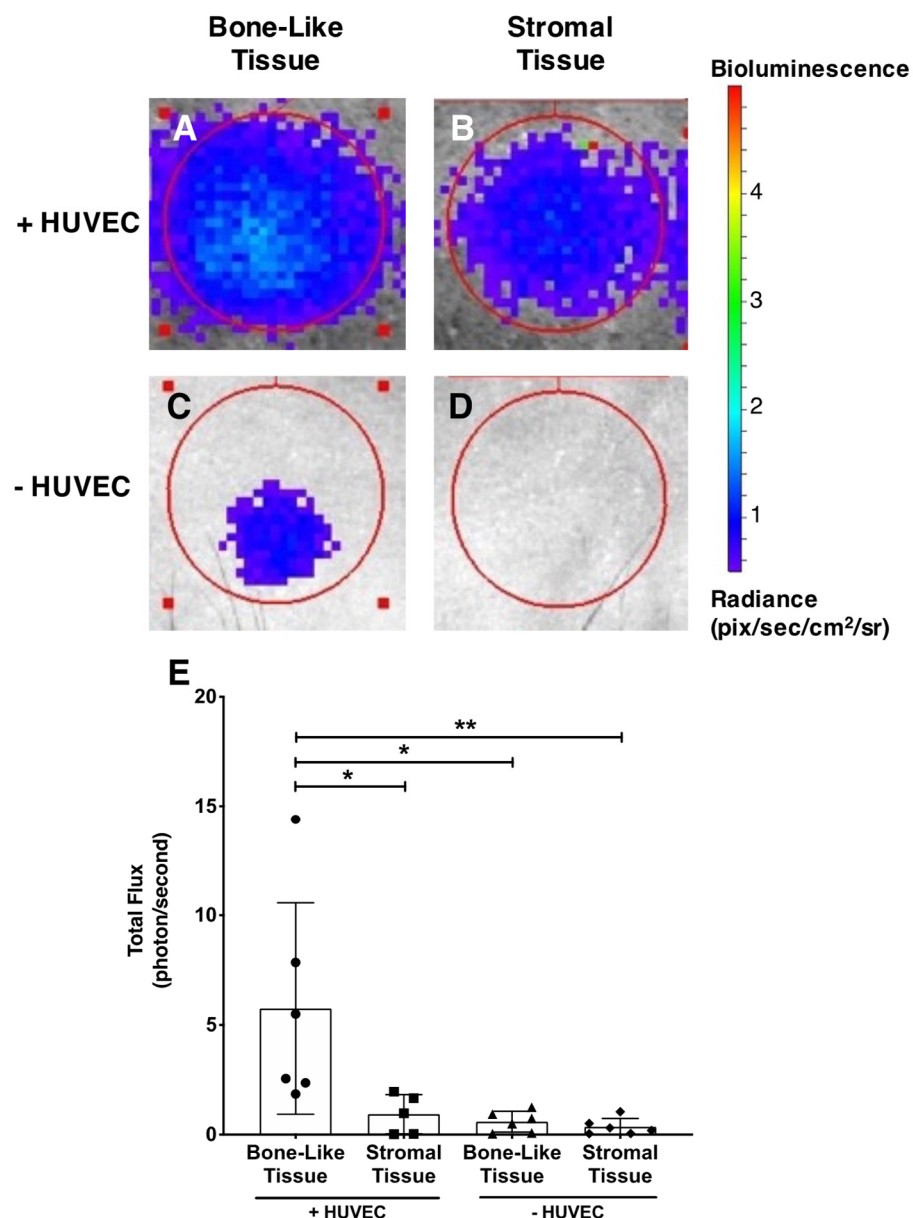 Bone-Like
Tissue
Stromal
Tissue
Bioluminescence
A
B
+ HUVEC
4
3
C
D
2
- HUVEC
1
Radiance
(pix/sec/cm²/sr)
E
20
**
*
*
15
10
5
0
Total Flux
(photon/second)
Bone-Like
Tissue
Stromal
Tissue
Bone-Like
Tissue
Stromal
Tissue
+ HUVEC
- HUVEC